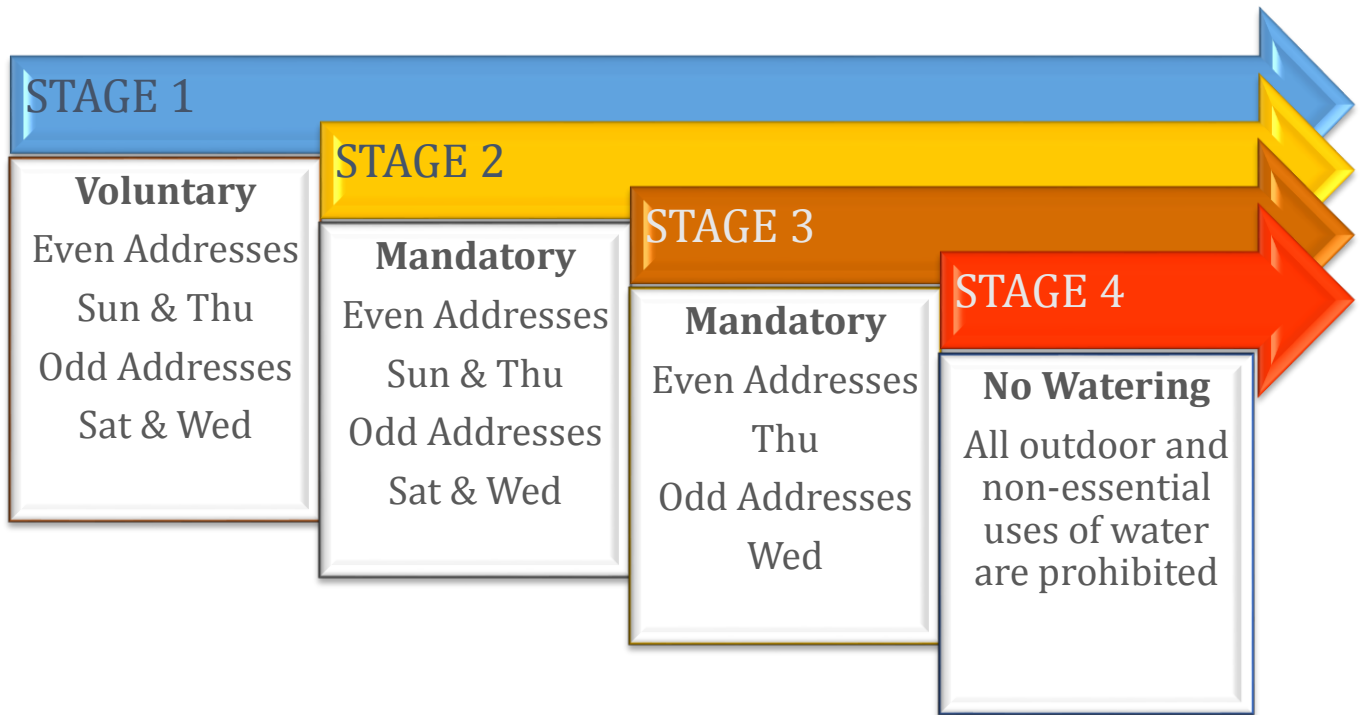 STAGE 1
Voluntary
Even Addresses
Sun & Thu
Odd Addresses
Sat & Wed
STAGE 2
Mandatory
Even Addresses
Sun & Thu
Odd Addresses
Sat & Wed
STAGE 3
Mandatory
Even Addresses
Thu
Odd Addresses
Wed
STAGE 4
No Watering
All outdoor and
non-essential
uses of water
are prohibited